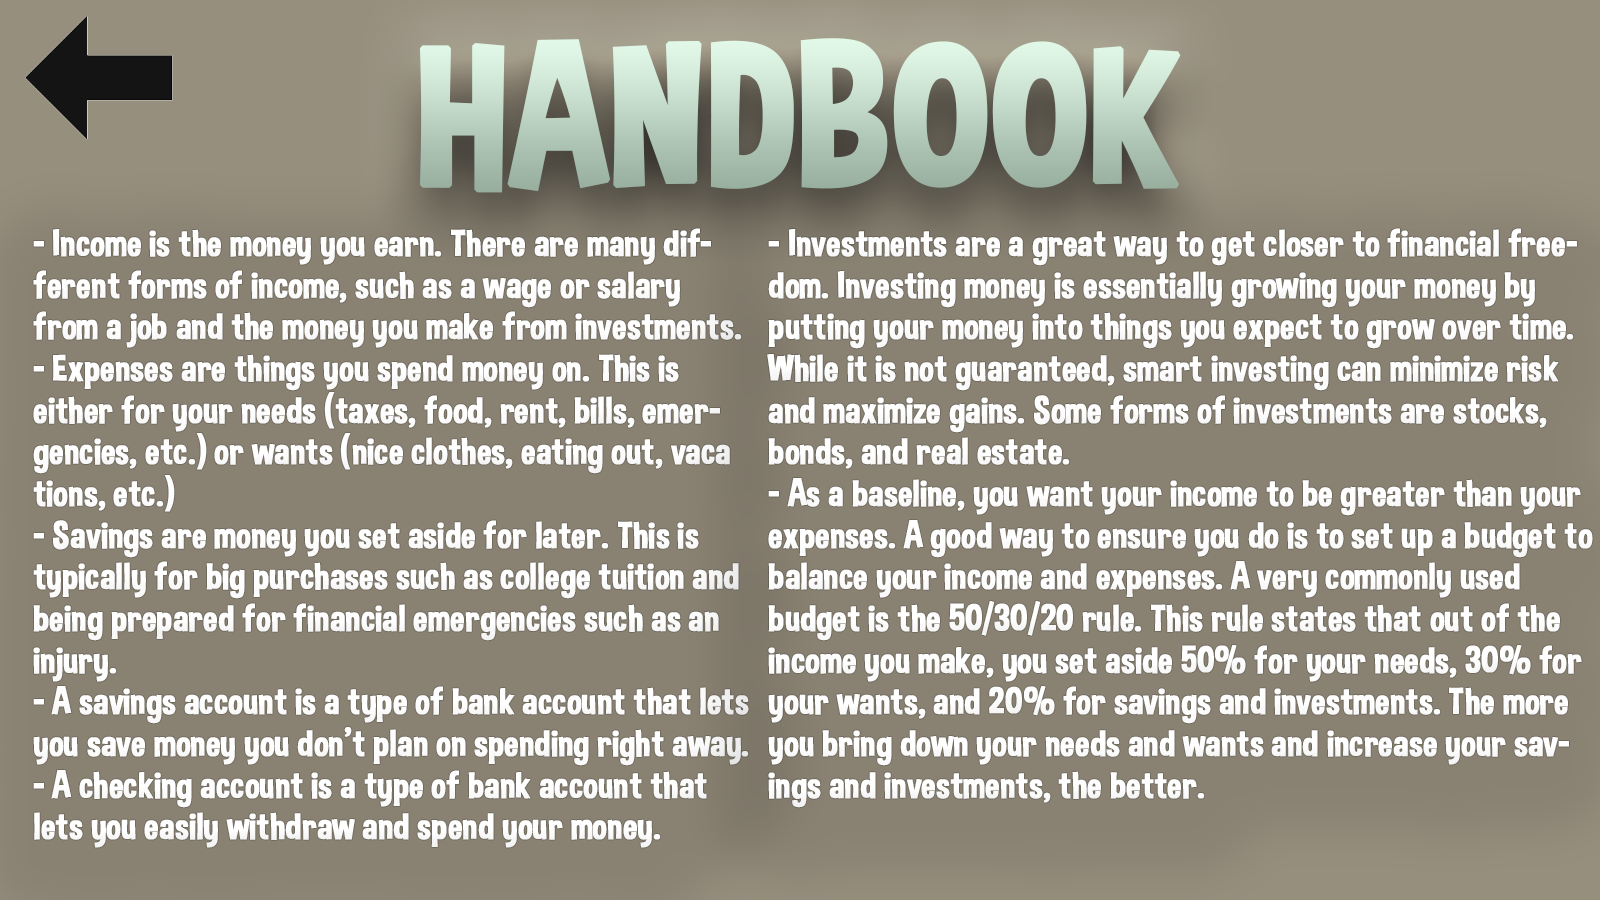 HANDBOOK
- Income is the money you earn. There are many dif-
ferent forms of income, such as a wage or salary
from a job and the money you make from investments.
- Expenses are things you spend money on. This is
either for your needs (taxes, food, rent, bills, emer-
gencies, etc.) or wants (nice clothes, eating out, vaca
tions, etc.)
- Savings are money you set aside for later. This is
typically for big purchases such as college tuition and
being prepared for financial emergencies such as an
injury.
- A savings account is a type of bank account that lets
you save money you don't plan on spending right away.
- A checking account is a type of bank account that
lets you easily withdraw and spend your money.
- Investments are a great way to get closer to financial free-
dom. Investing money is essentially growing your money by
putting your money into things you expect to grow over time.
While it is not guaranteed, smart investing can minimize risk
and maximize gains. Some forms of investments are stocks,
bonds, and real estate.
- As a baseline, you want your income to be greater than your
expenses. A good way to ensure you do is to set up a budget to
balance your income and expenses. A very commonly used
budget is the 50/30/20 rule. This rule states that out of the
income you make, you set aside 50% for your needs, 30% for
your wants, and 20% for savings and investments. The more
you bring down your needs and wants and increase your sav-
ings and investments, the better.